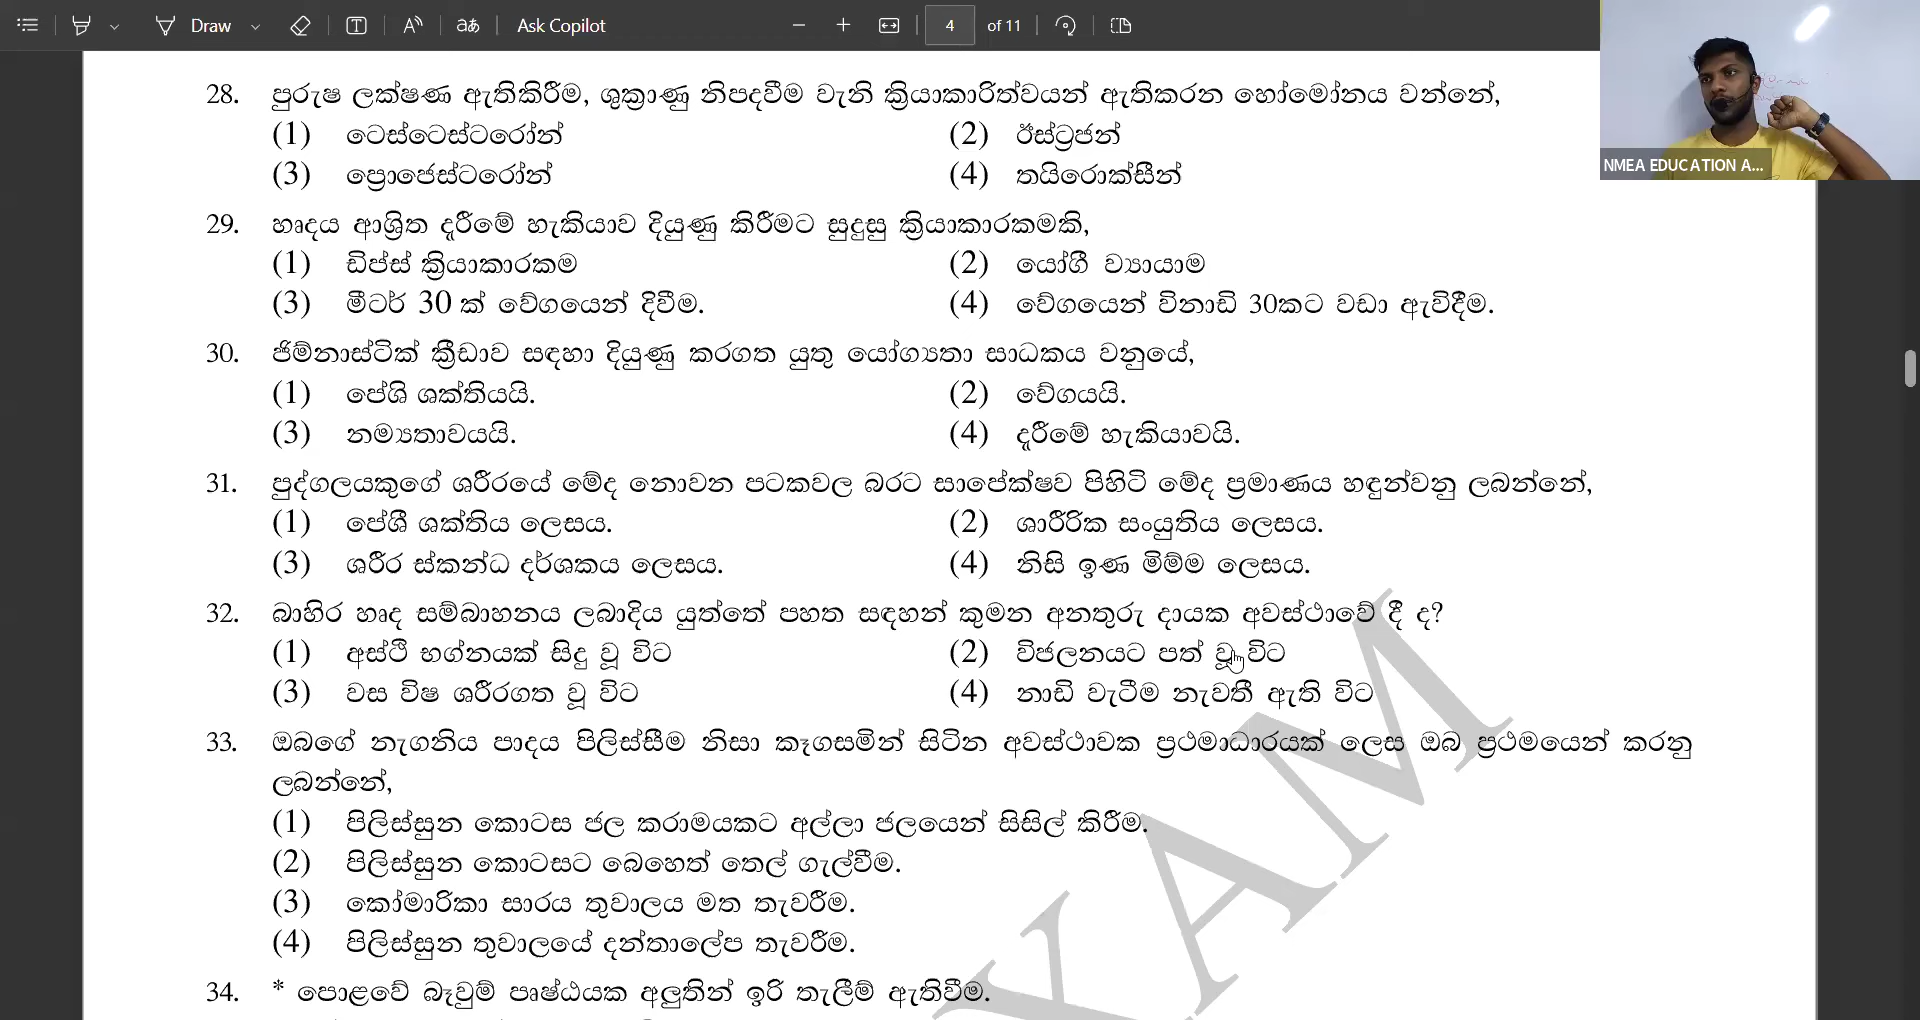 Draw
Ask Copilot
4 of 11
28. පුරුෂ ලක්ෂණ ඇතිකිරීම, ශුක්‍රාණු නිපදවීම වැනි ක්‍රියාකාරිත්වයන් ඇතිකරන හෝමෝනය වන්නේ,
(1) ටෙස්ටෙස්ටරෝන් (2) ඊස්ට්‍රජන්
(3) ප්‍රොජෙස්ටරෝන් (4) තයිරොක්සීන්
NMEA EDUCATION A...
29. හෘදය ආශ්‍රිත දැරීමේ හැකියාව දියුණු කිරීමට සුදුසු ක්‍රියාකාරකමකි,
(1) ඩිප්ස් ක්‍රියාකාරකම (2) යෝගී ව්‍යායාම
(3) මීටර් 30 ක් වේගයෙන් දිවීම. (4) වේගයෙන් විනාඩි 30කට වඩා ඇවිදීම.
30. ජිම්නාස්ටික් ක්‍රීඩාව සඳහා දියුණු කරගත යුතු යෝග්‍යතා සාධකය වනුයේ,
(1) පේශි ශක්තියයි. (2) වේගයයි.
(3) නම්‍යතාවයයි. (4) දැරීමේ හැකියාවයි.
31. පුද්ගලයකුගේ ශරීරයේ මේද නොවන පටකවල බරට සාපේක්ෂව පිහිටි මේද ප්‍රමාණය හඳුන්වනු ලබන්නේ,
(1) පේශී ශක්තිය ලෙසය. (2) ශාරීරික සංයුතිය ලෙසය.
(3) ශරීර ස්කන්ධ දර්ශකය ලෙසය. (4) නිසි ඉණ මිම්ම ලෙසය.
32. බාහිර හෘද සම්බාහනය ලබාදිය යුත්තේ පහත සඳහන් කුමන අනතුරු දායක අවස්ථාවේ දී ද?
(1) අස්ථි භග්නයක් සිදු වූ විට (2) විජලනයට පත් වූ විට
(3) වස විෂ ශරීරගත වූ විට (4) නාඩි වැටීම නැවතී ඇති විට
33. ඔබගේ නැගනිය පාදය පිලිස්සීම නිසා කෑගසමින් සිටින අවස්ථාවක ප්‍රථමාධාරයක් ලෙස ඔබ ප්‍රථමයෙන් කරනු
ලබන්නේ,
(1) පිලිස්සුන කොටස ජල කරාමයකට අල්ලා ජලයෙන් සිසිල් කිරීම.
(2) පිලිස්සුන කොටසට බෙහෙත් තෙල් ගැල්වීම.
(3) කෝමාරිකා සාරය තුවාලය මත තැවරීම.
(4) පිලිස්සුන තුවාලයේ දන්තාලේප තැවරීම.
34. * පොළවේ බෑවුම් පෘෂ්ඨයක අලුතින් ඉරි තැලීම් ඇතිවීම.
XAM